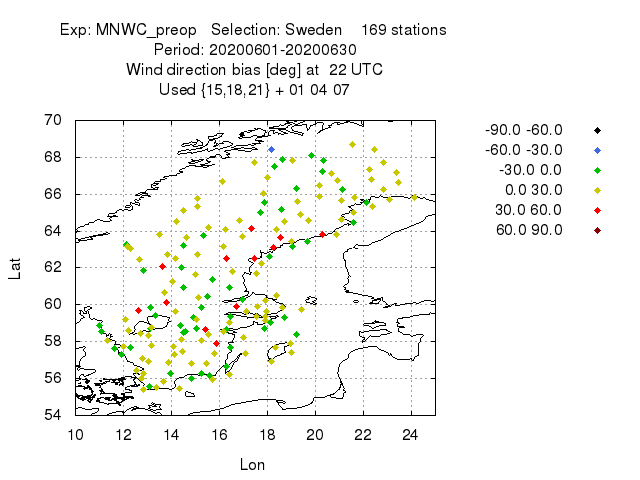 Exp: MNWC_preop   Selection: Sweden    169 stations
Period: 20200601-20200630
Wind direction bias [deg] at  22 UTC
Used {15,18,21} + 01 04 07
-90.0 -60.0
-60.0 -30.0
-30.0 0.0
0.0 30.0
30.0 60.0
60.0 90.0
Lat
70
68
66
64
62
60
58
56
54
10 12 14 16 18 20 22 24
Lon